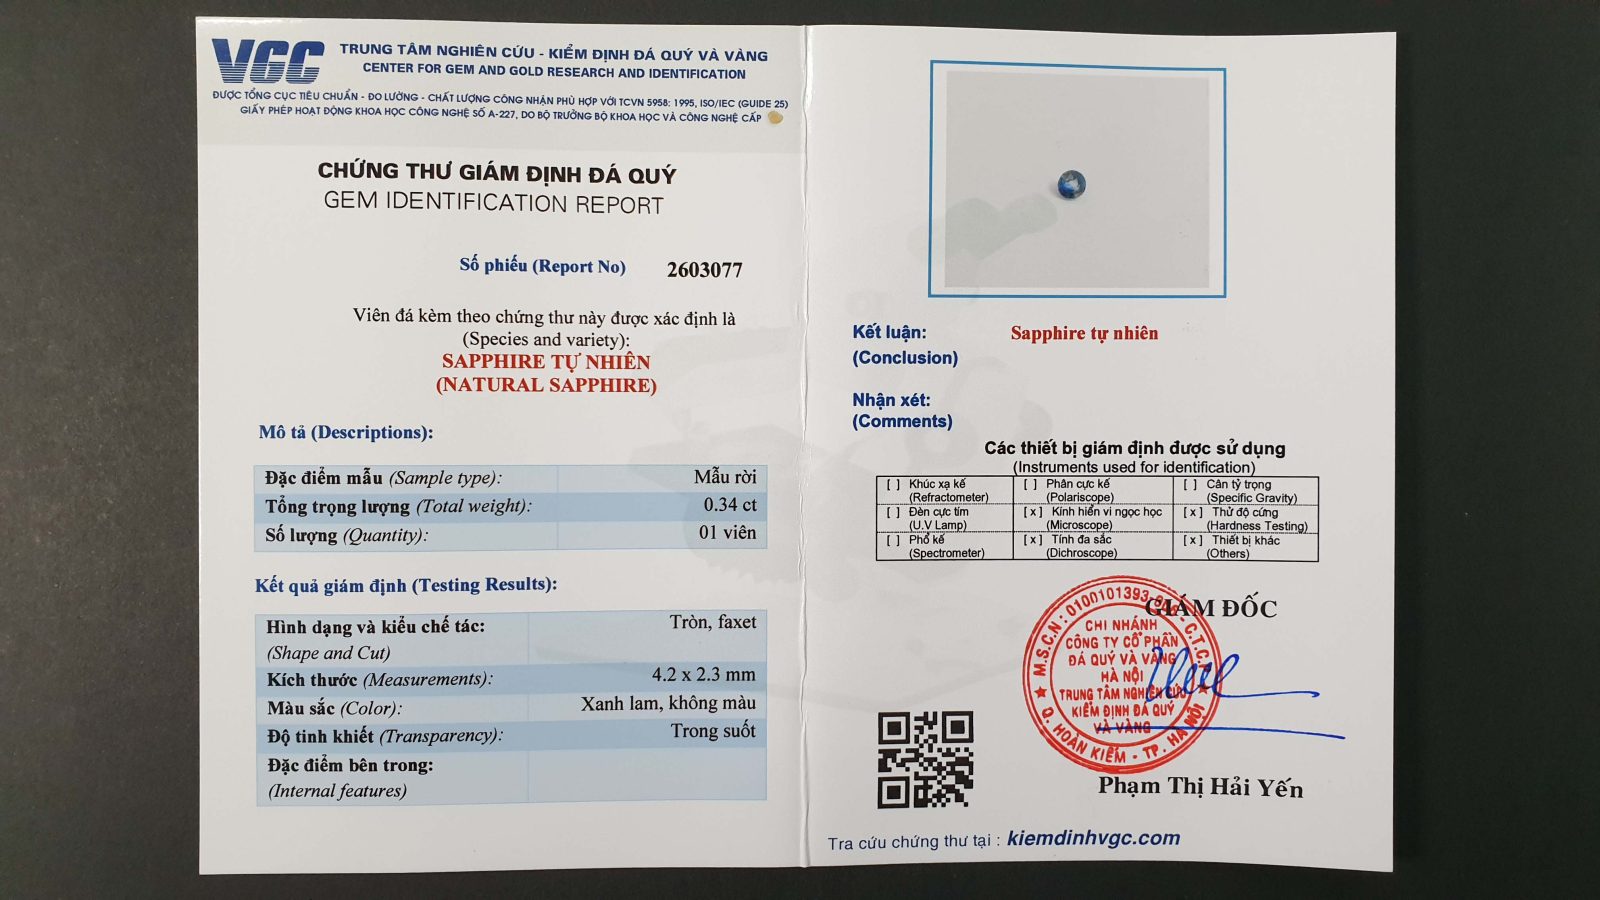 VGC
TRUNG TÂM NGHIÊN CỨU - KIỂM ĐỊNH ĐÁ QUÝ VÀ VÀNG
CENTER FOR GEM AND GOLD RESEARCH AND IDENTIFICATION
ĐƯỢC TỔNG CỤC TIÊU CHUẨN - ĐO LƯỜNG - CHẤT LƯỢNG CÔNG NHẬN PHÙ HỢP VỚI TCVN 5958: 1995, ISO/IEC (GUIDE 25)
GIẤY PHÉP HOẠT ĐỘNG KHOA HỌC CÔNG NGHỆ SỐ A-227, DO BỘ TRƯỞNG BỘ KHOA HỌC VÀ CÔNG NGHỆ CẤP
CHỨNG THƯ GIÁM ĐỊNH ĐÁ QUÝ
GEM IDENTIFICATION REPORT
Số phiếu (Report No) 2603077
Viên đá kèm theo chứng thư này được xác định là
(Species and variety):
SAPPHIRE TỰ NHIÊN
(NATURAL SAPPHIRE)
Mô tả (Descriptions):
Đặc điểm mẫu (Sample type): Mẫu rời
Tổng trọng lượng (Total weight): 0.34 ct
Số lượng (Quantity): 01 viên
Kết quả giám định (Testing Results):
Hình dạng và kiểu chế tác: Tròn, faxet
(Shape and Cut)
Kích thước (Measurements): 4.2 x 2.3 mm
Màu sắc (Color): Xanh lam, không màu
Độ tinh khiết (Transparency): Trong suốt
Đặc điểm bên trong:
(Internal features)
Kết luận: Sapphire tự nhiên
(Conclusion)
Nhận xét:
(Comments)
Các thiết bị giám định được sử dụng
(Instruments used for identification)
[ ] Khúc xạ kế [ ] Phân cực kế [ ] Cân tỷ trọng
(Refractometer) (Polariscope) (Specific Gravity)
[ ] Đèn cực tím [x] Kính hiển vi ngọc học [x] Thử độ cứng
(U.V Lamp) (Microscope) (Hardness Testing)
[ ] Phổ kế [x] Tính đa sắc [x] Thiết bị khác
(Spectrometer) (Dichroscope) (Others)
GIÁM ĐỐC
M.S.C.N: 0100101393 - C.T.C.P
CHI NHÁNH
CÔNG TY CỔ PHẦN
ĐÁ QUÝ VÀ VÀNG
HÀ NỘI
TRUNG TÂM NGHIÊN CỨU
KIỂM ĐỊNH ĐÁ QUÝ
VÀ VÀNG
Q. HOÀN KIẾM - TP. HÀ NỘI
Phạm Thị Hải Yến
Tra cứu chứng thư tại : kiemdinhvgc.com